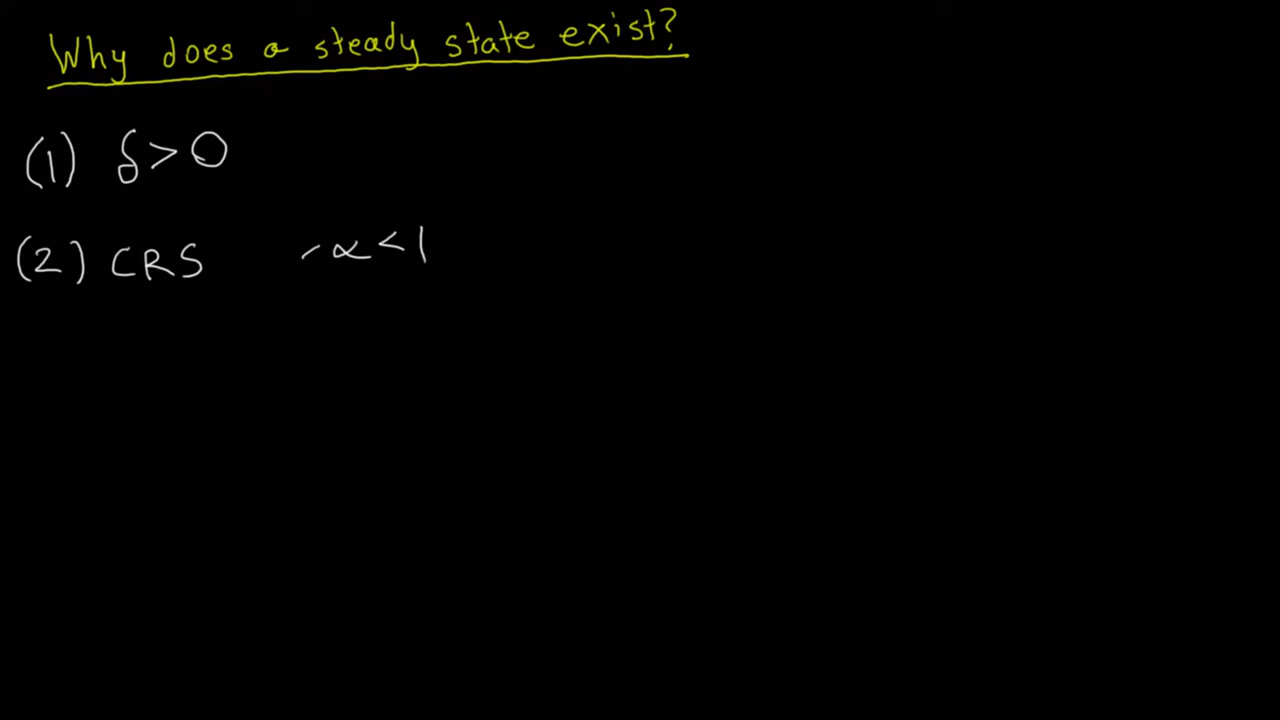 Why does a steady state exist?
(1) δ > 0
(2) CRS - α < 1